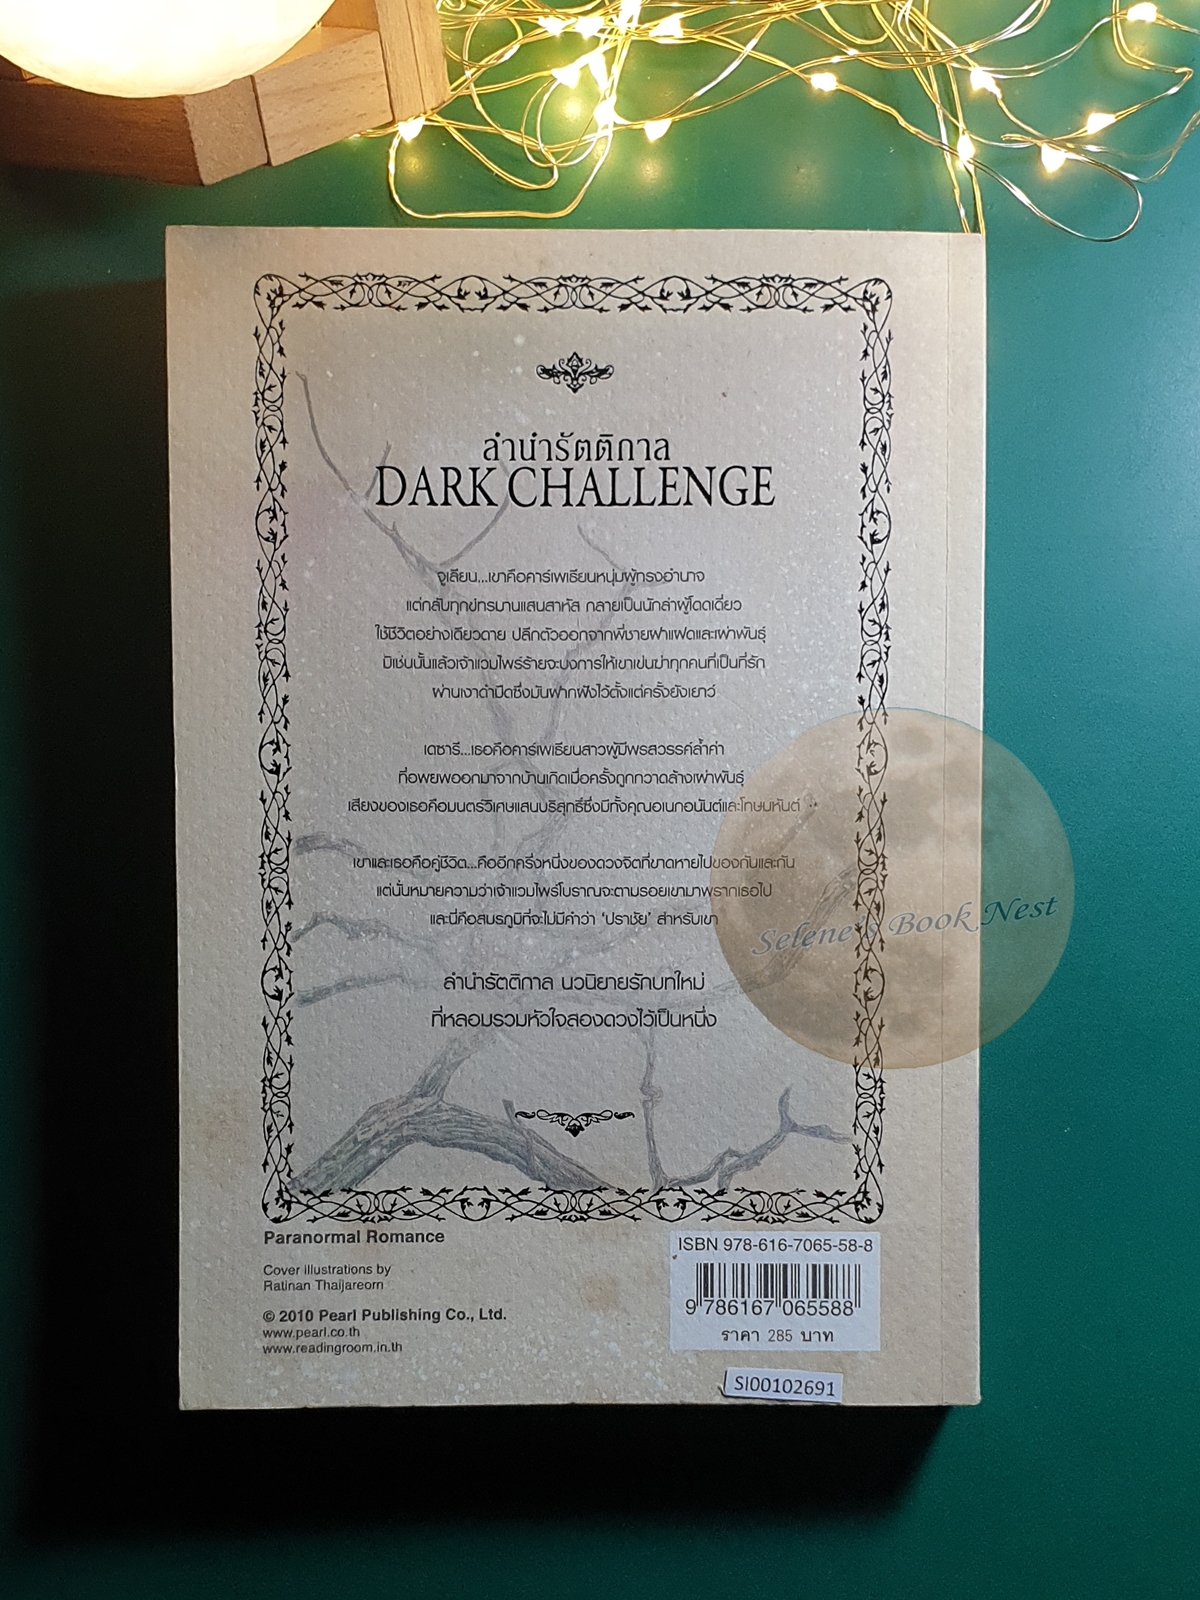 ลำนำรัตติกาล
DARK CHALLENGE
จูเลียน...เขาคือคาร์เพเธียนหนุ่มผู้ทรงอำนาจ
แต่กลับทุกข์ทรมานแสนสาหัส กลายเป็นนักล่าผู้โดดเดี่ยว
ใช้ชีวิตอย่างเดียวดาย ปลีกตัวออกจากพี่ชายฝาแฝดและเผ่าพันธุ์
มิเช่นนั้นแล้วเจ้าแวมไพร์ร้ายจะบงการให้เขาเข่นฆ่าทุกคนที่เป็นที่รัก
ผ่านเงาดำมืดซึ่งมันฝากฝังไว้ตั้งแต่ครั้งยังเยาว์
เดซารี...เธอคือคาร์เพเธียนสาวผู้มีพรสวรรค์ล้ำค่า
ที่อพยพออกมาจากบ้านเกิดเมื่อครั้งถูกกวาดล้างเผ่าพันธุ์
เสียงของเธอคือมนตร์วิเศษแสนบริสุทธิ์ซึ่งมีทั้งคุณอเนกอนันต์และโทษมหันต์
เขาและเธอคือคู่ชีวิต...คืออีกครึ่งหนึ่งของดวงจิตที่ขาดหายไปของกันและกัน
แต่นั่นหมายความว่าเจ้าแวมไพร์โบราณจะตามรอยเขามาพรากเธอไป
และนี่คือสมรภูมิที่จะไม่มีคำว่า ‘ปราชัย’ สำหรับเขา
Selene's Book Nest
ลำนำรัตติกาล นวนิยายรักบทใหม่
ที่หลอมรวมหัวใจสองดวงไว้เป็นหนึ่ง
Paranormal Romance
Cover illustrations by
Ratinan Thaijareorn
© 2010 Pearl Publishing Co., Ltd.
www.pearl.co.th
www.readingroom.in.th
ISBN 978-616-7065-58-8
9 786167 065588
ราคา 285 บาท
SI00102691